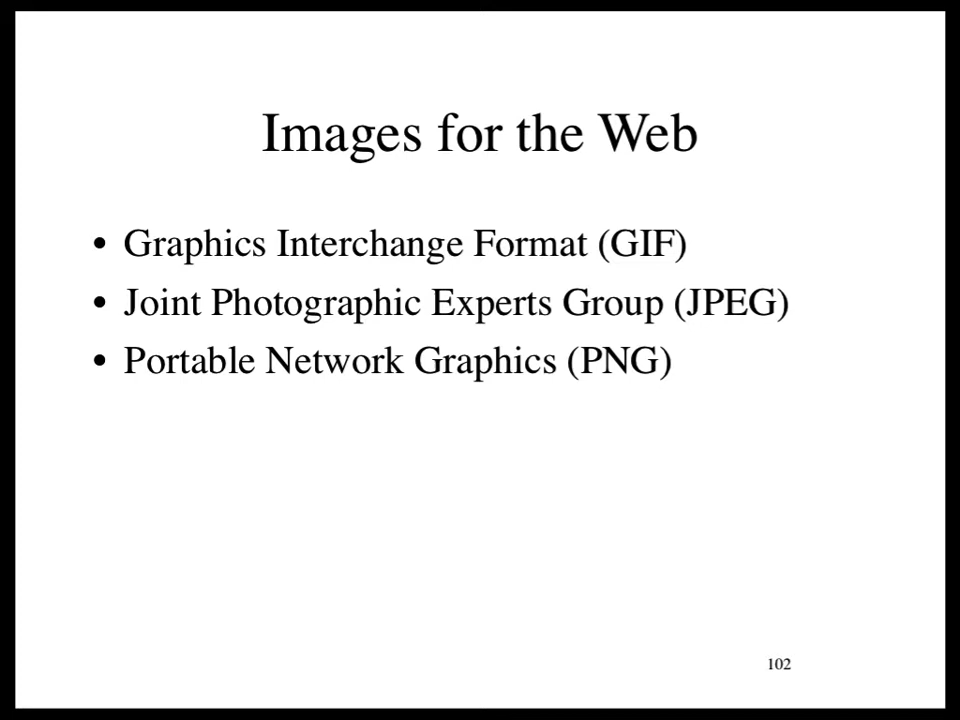 Images for the Web
• Graphics Interchange Format (GIF)
• Joint Photographic Experts Group (JPEG)
• Portable Network Graphics (PNG)
102